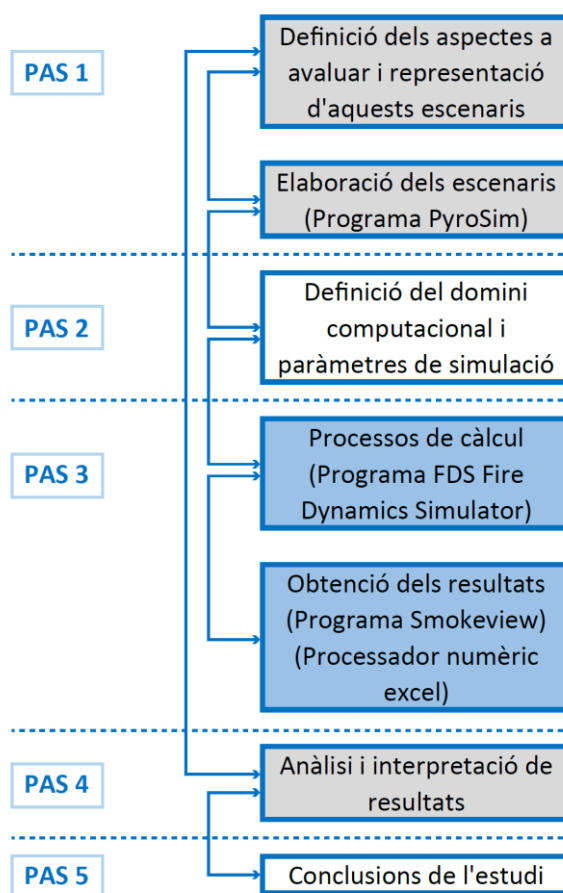 PAS 1
Definició dels aspectes a
avaluar i representació
d'aquests escenaris
Elaboració dels escenaris
(Programa PyroSim)
PAS 2
Definició del domini
computacional i
paràmetres de simulació
PAS 3
Processos de càlcul
(Programa FDS Fire
Dynamics Simulator)
Obtenció dels resultats
(Programa Smokeview)
(Processador numèric
excel)
PAS 4
Anàlisi i interpretació de
resultats
PAS 5
Conclusions de l'estudi